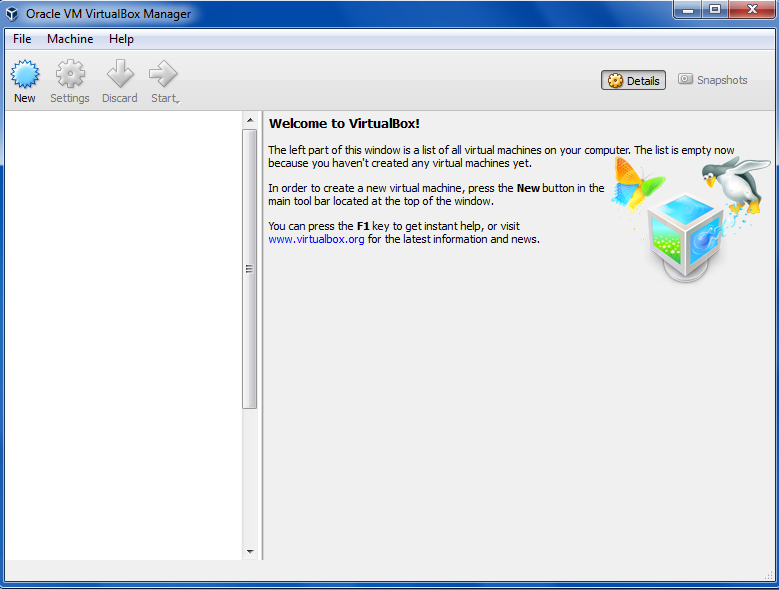 Oracle VM VirtualBox Manager
File Machine Help
New Settings Discard Start
Details Snapshots
Welcome to VirtualBox!
The left part of this window is a list of all virtual machines on your computer. The list is empty now
because you haven't created any virtual machines yet.
In order to create a new virtual machine, press the New button in the
main tool bar located at the top of the window.
You can press the F1 key to get instant help, or visit
www.virtualbox.org for the latest information and news.